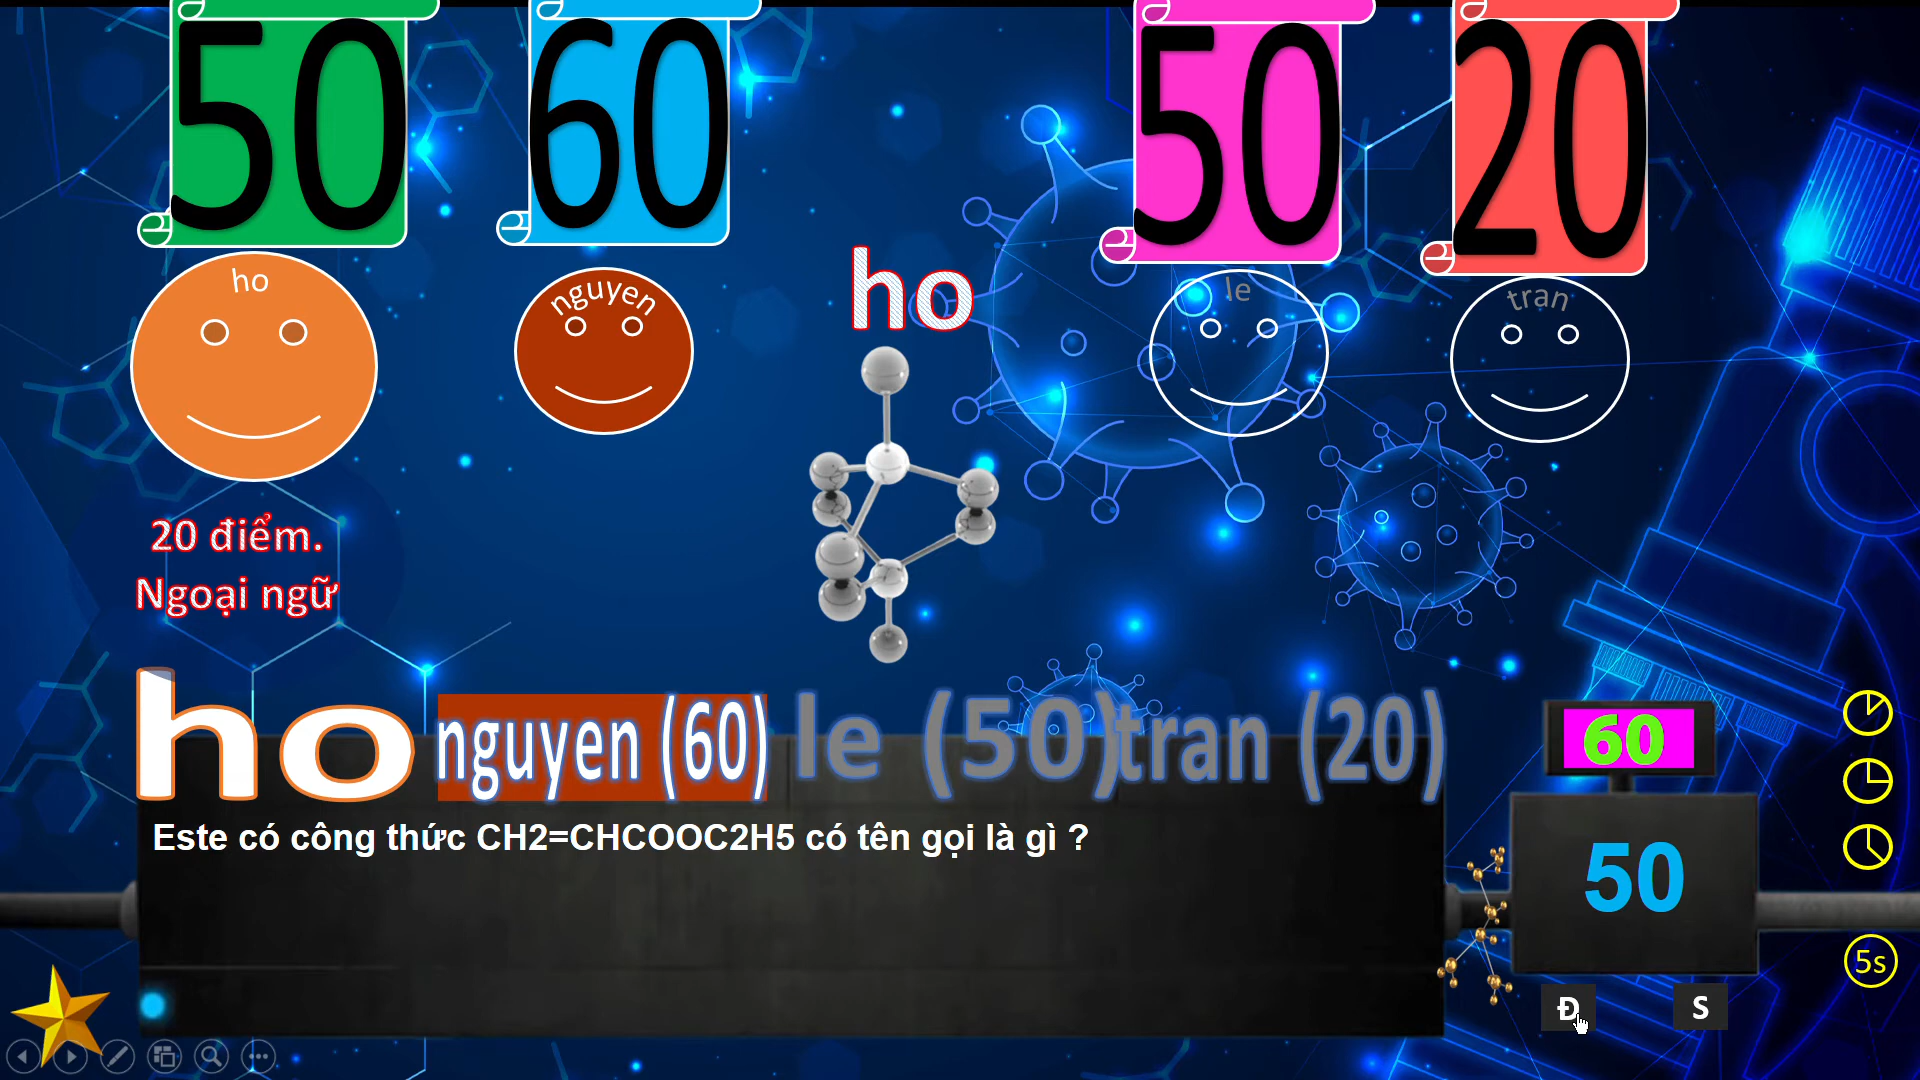 50
60
50
20
ho
nguyen
ho
le
tran
20 điểm.
Ngoại ngữ
ho
nguyen (60)
le (50)
tran (20)
60
Este có công thức CH2=CHCOOC2H5 có tên gọi là gì ?
50
5s
Đ
S